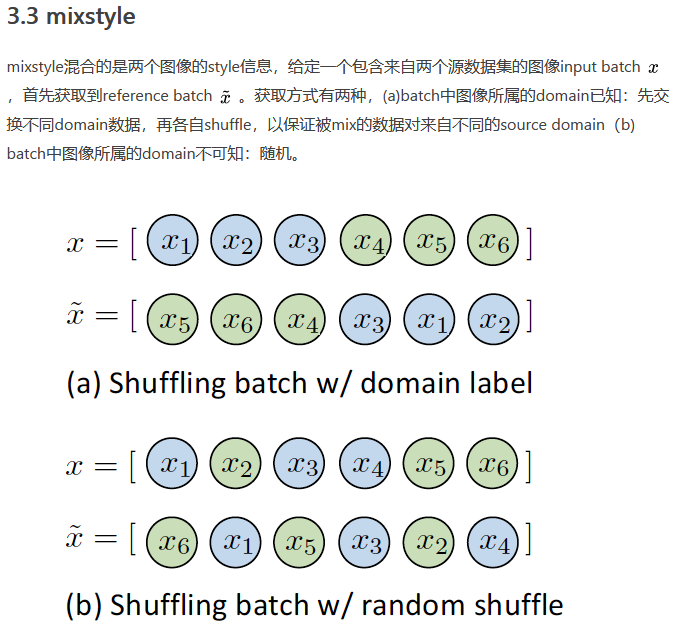 3.3 mixstyle
mixstyle混合的是两个图像的style信息，给定一个包含来自两个源数据集的图像input batch x
，首先获取到reference batch x̃ 。获取方式有两种，(a)batch中图像所属的domain已知：先交
换不同domain数据，再各自shuffle，以保证被mix的数据对来自不同的source domain（b)
batch中图像所属的domain不可知：随机。
x = [ x₁ x₂ x₃ x₄ x₅ x₆ ]
x̃ = [ x₅ x₆ x₄ x₃ x₁ x₂ ]
(a) Shuffling batch w/ domain label
x = [ x₁ x₂ x₃ x₄ x₅ x₆ ]
x̃ = [ x₆ x₁ x₅ x₃ x₂ x₄ ]
(b) Shuffling batch w/ random shuffle